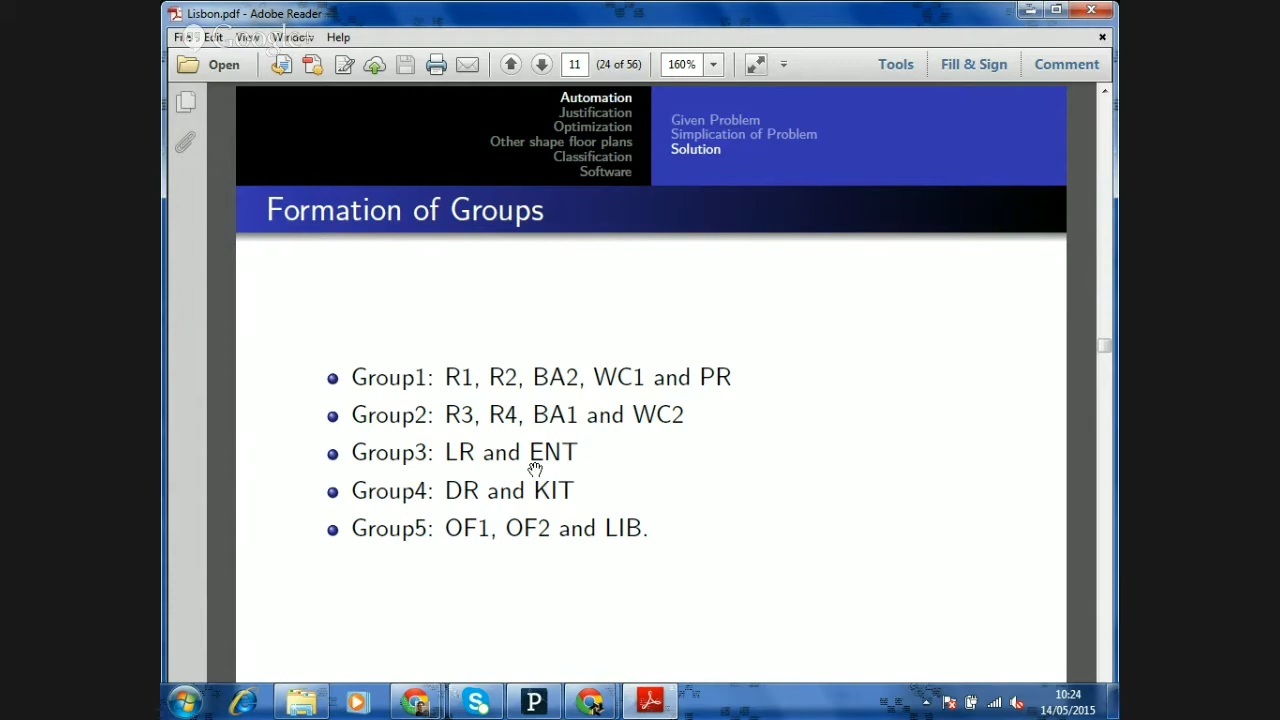 Lisbon.pdf - Adobe Reader
File Edit View Window Help
Google
Open 11 (24 of 56) 160% Tools Fill & Sign Comment
Automation
Justification
Optimization
Other shape floor plans
Classification
Software
Given Problem
Simplication of Problem
Solution
Formation of Groups
Group1: R1, R2, BA2, WC1 and PR
Group2: R3, R4, BA1 and WC2
Group3: LR and ENT
Group4: DR and KIT
Group5: OF1, OF2 and LIB.
10:24
14/05/2015